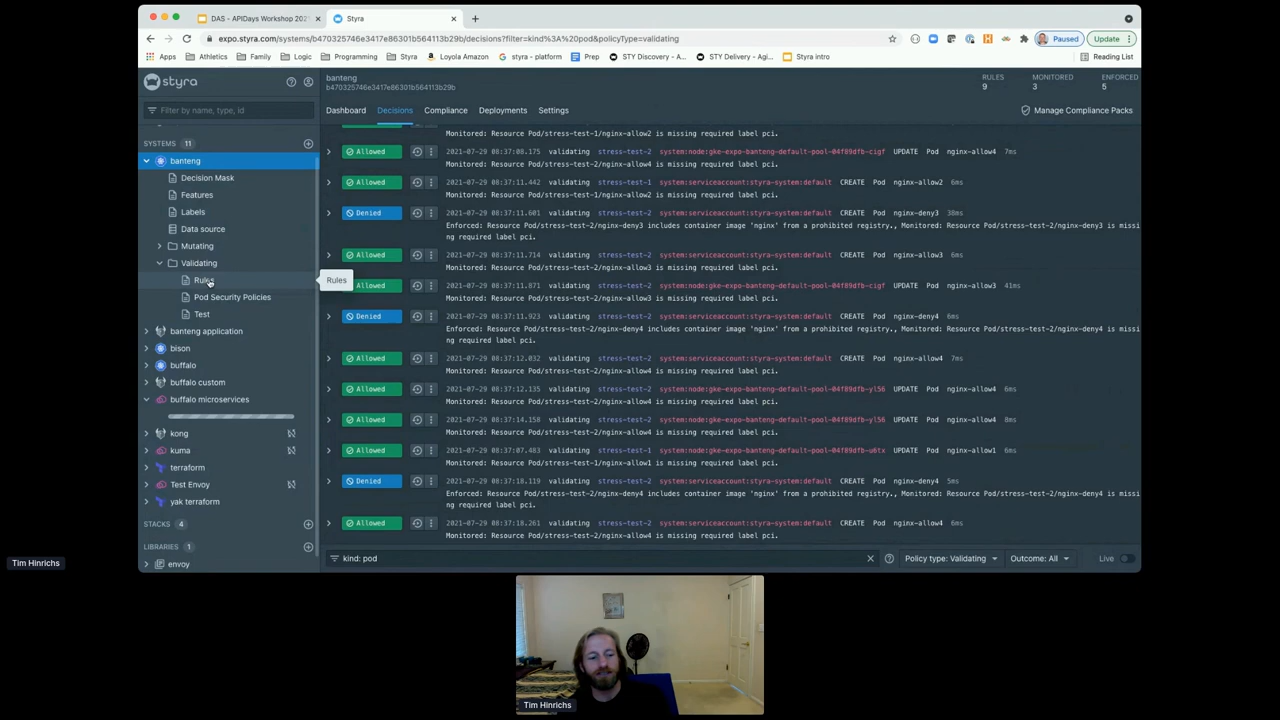 DAS - APIDays Workshop 202
Styra
expo.styra.com/systems/b470325746e3417e86301b564113b29b/decisions?filter=kind%3A%20pod&policyType=validating
Paused
Update
Apps
Athletics
Family
Logic
Programming
Styra
Loyola Amazon
styra - platform
Prep
STY Discovery - A...
STY Delivery - Agi...
Styra intro
Reading List
styra
Filter by name, type, id
SYSTEMS 11
banteng
Decision Mask
Features
Labels
Data source
Mutating
Validating
Rules
Pod Security Policies
Test
banteng application
bison
buffalo
buffalo custom
buffalo microservices
kong
kuma
terraform
Test Envoy
yak terraform
STACKS 4
LIBRARIES 1
envoy
Rules
banteng
b470325746e3417e86301b564113b29b
RULES
9
MONITORED
3
ENFORCED
5
Dashboard
Decisions
Compliance
Deployments
Settings
Manage Compliance Packs
Monitored: Resource Pod/stress-test-1/nginx-allow2 is missing required label pci.
Allowed 2021-07-29 08:37:08.175 validating stress-test-1 system:node:gke-expo-banteng-default-pool-04f89dfb-cigf UPDATE Pod nginx-allow4 7ms
Monitored: Resource Pod/stress-test-1/nginx-allow4 is missing required label pci.
Allowed 2021-07-29 08:37:11.442 validating stress-test-1 system:serviceaccount:styra-system:default CREATE Pod nginx-allow2 6ms
Monitored: Resource Pod/stress-test-1/nginx-allow2 is missing required label pci.
Denied 2021-07-29 08:37:11.601 validating stress-test-2 system:serviceaccount:styra-system:default CREATE Pod nginx-deny3 38ms
Enforced: Resource Pod/stress-test-2/nginx-deny3 includes container image 'nginx' from a prohibited registry., Monitored: Resource Pod/stress-test-2/nginx-deny3 is missi
ng required label pci.
Allowed 2021-07-29 08:37:11.714 validating stress-test-2 system:serviceaccount:styra-system:default CREATE Pod nginx-allow3 6ms
Monitored: Resource Pod/stress-test-2/nginx-allow3 is missing required label pci.
Allowed 2021-07-29 08:37:11.871 validating stress-test-2 system:node:gke-expo-banteng-default-pool-04f89dfb-cigf UPDATE Pod nginx-allow3 41ms
Monitored: Resource Pod/stress-test-2/nginx-allow3 is missing required label pci.
Denied 2021-07-29 08:37:11.923 validating stress-test-2 system:serviceaccount:styra-system:default CREATE Pod nginx-deny4 6ms
Enforced: Resource Pod/stress-test-2/nginx-deny4 includes container image 'nginx' from a prohibited registry., Monitored: Resource Pod/stress-test-2/nginx-deny4 is missi
ng required label pci.
Allowed 2021-07-29 08:37:12.032 validating stress-test-2 system:serviceaccount:styra-system:default CREATE Pod nginx-allow4 7ms
Monitored: Resource Pod/stress-test-2/nginx-allow4 is missing required label pci.
Allowed 2021-07-29 08:37:12.135 validating stress-test-2 system:node:gke-expo-banteng-default-pool-04f89dfb-yl56 UPDATE Pod nginx-allow4 6ms
Monitored: Resource Pod/stress-test-2/nginx-allow4 is missing required label pci.
Allowed 2021-07-29 08:37:14.158 validating stress-test-2 system:node:gke-expo-banteng-default-pool-04f89dfb-yl56 UPDATE Pod nginx-allow4 8ms
Monitored: Resource Pod/stress-test-2/nginx-allow4 is missing required label pci.
Allowed 2021-07-29 08:37:07.483 validating stress-test-1 system:node:gke-expo-banteng-default-pool-04f89dfb-u6tx UPDATE Pod nginx-allow1 6ms
Monitored: Resource Pod/stress-test-1/nginx-allow1 is missing required label pci.
Denied 2021-07-29 08:37:18.119 validating stress-test-2 system:serviceaccount:styra-system:default CREATE Pod nginx-deny4 5ms
Enforced: Resource Pod/stress-test-2/nginx-deny4 includes container image 'nginx' from a prohibited registry., Monitored: Resource Pod/stress-test-2/nginx-deny4 is missi
ng required label pci.
Allowed 2021-07-29 08:37:18.261 validating stress-test-2 system:serviceaccount:styra-system:default CREATE Pod nginx-allow4 6ms
Monitored: Resource Pod/stress-test-2/nginx-allow4 is missing required label pci.
kind: pod
Policy type: Validating
Outcome: All
Live
Tim Hinrichs
Tim Hinrichs